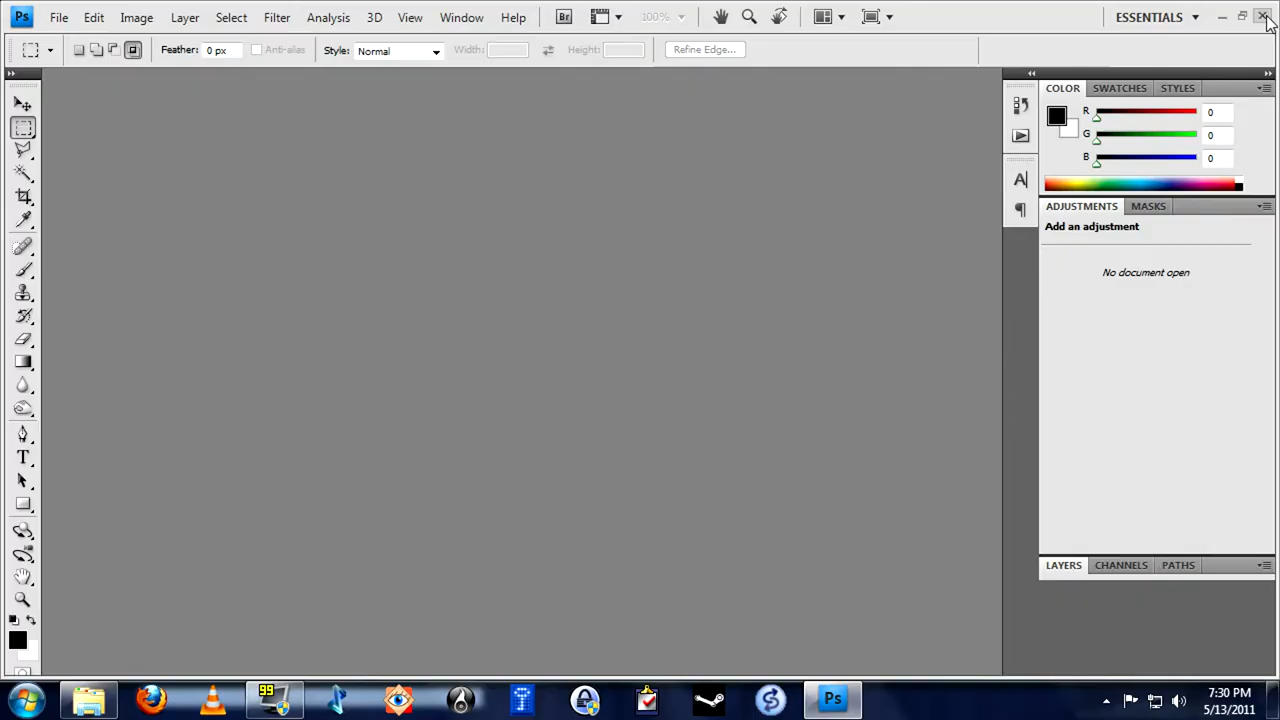 Ps File Edit Image Layer Select Filter Analysis 3D View Window Help Br 100% ESSENTIALS
Feather: 0 px Anti-alias Style: Normal Width: Height: Refine Edge...
COLOR SWATCHES STYLES
R 0
G 0
B 0
A
ADJUSTMENTS MASKS
Add an adjustment
No document open
T
LAYERS CHANNELS PATHS
99
Ps
7:30 PM
5/13/2011